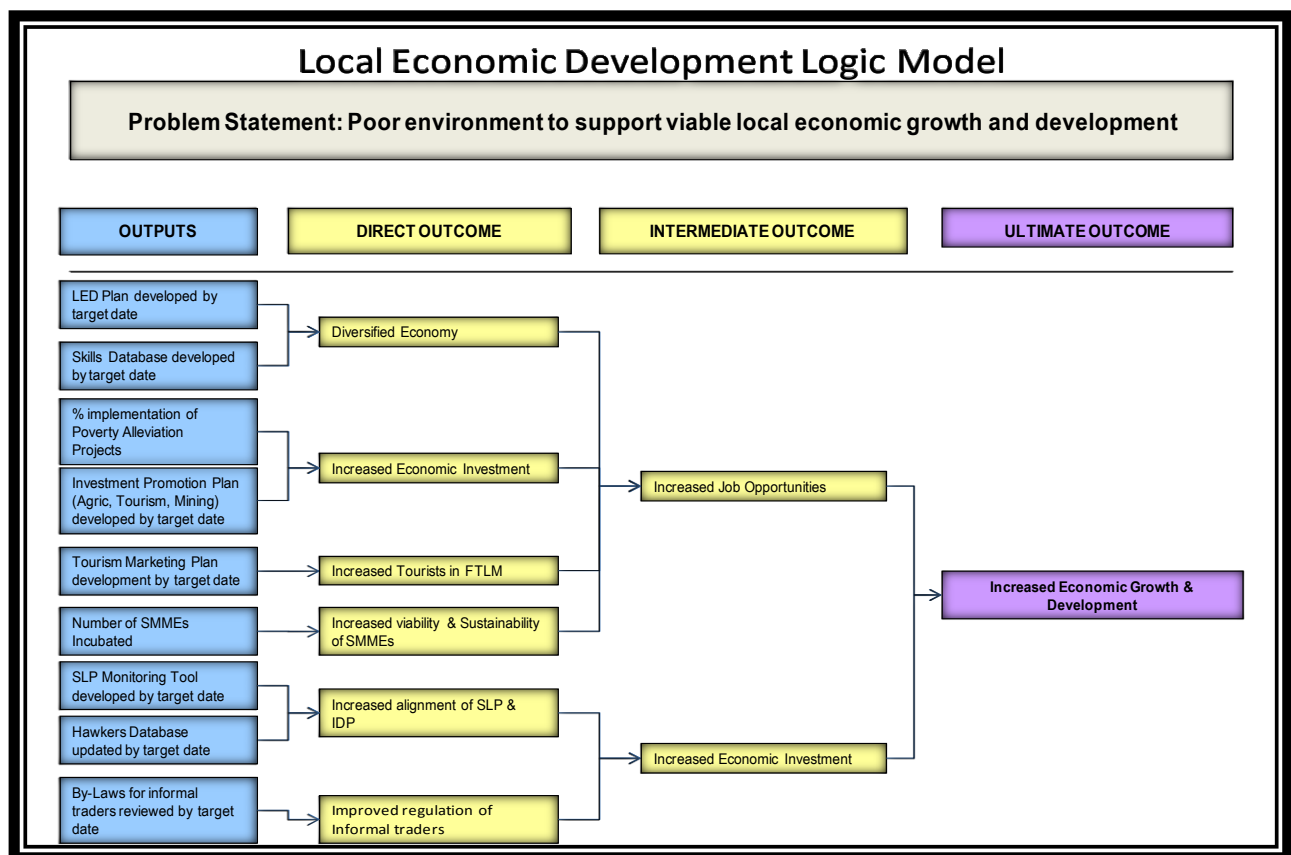 Local Economic Development Logic Model
Problem Statement: Poor environment to support viable local economic growth and development
OUTPUTS
DIRECT OUTCOME
INTERMEDIATE OUTCOME
ULTIMATE OUTCOME
LED Plan developed by
target date
Skills Database developed
by target date
% implementation of
Poverty Alleviation
Projects
Investment Promotion Plan
(Agric, Tourism, Mining)
developed by target date
Tourism Marketing Plan
development by target date
Number of SMMEs
Incubated
SLP Monitoring Tool
developed by target date
Hawkers Database
updated by target date
By-Laws for informal
traders reviewed by target
date
Diversified Economy
Increased Economic Investment
Increased Tourists in FTLM
Increased viability & Sustainability
of SMMEs
Increased alignment of SLP &
IDP
Improved regulation of
Informal traders
Increased Job Opportunities
Increased Economic Investment
Increased Economic Growth &
Development